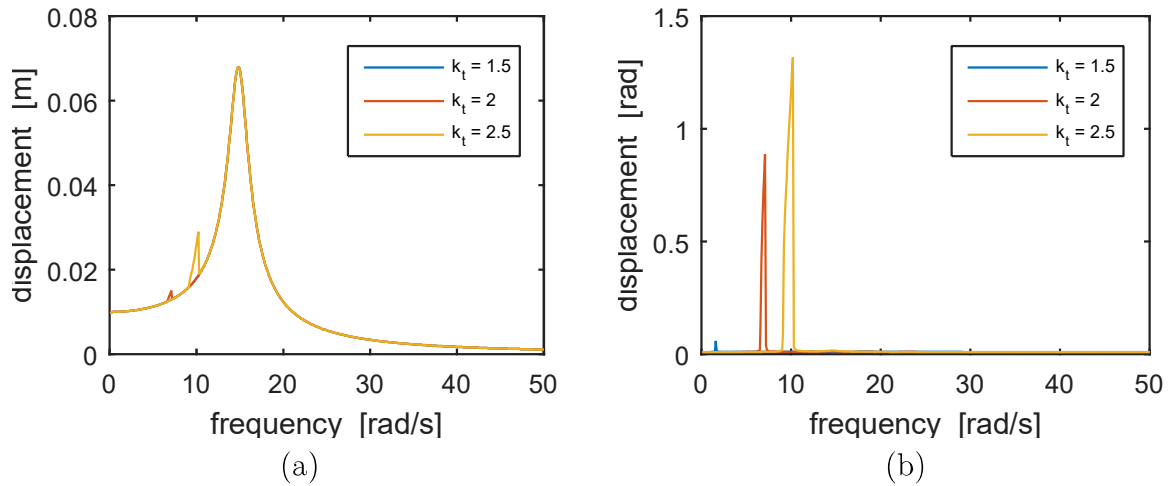 0.08
0.06
0.04
0.02
0
displacement [m]
0 10 20 30 40 50
frequency [rad/s]
k_t = 1.5
k_t = 2
k_t = 2.5
(a)
1.5
1
0.5
0
displacement [rad]
0 10 20 30 40 50
frequency [rad/s]
k_t = 1.5
k_t = 2
k_t = 2.5
(b)